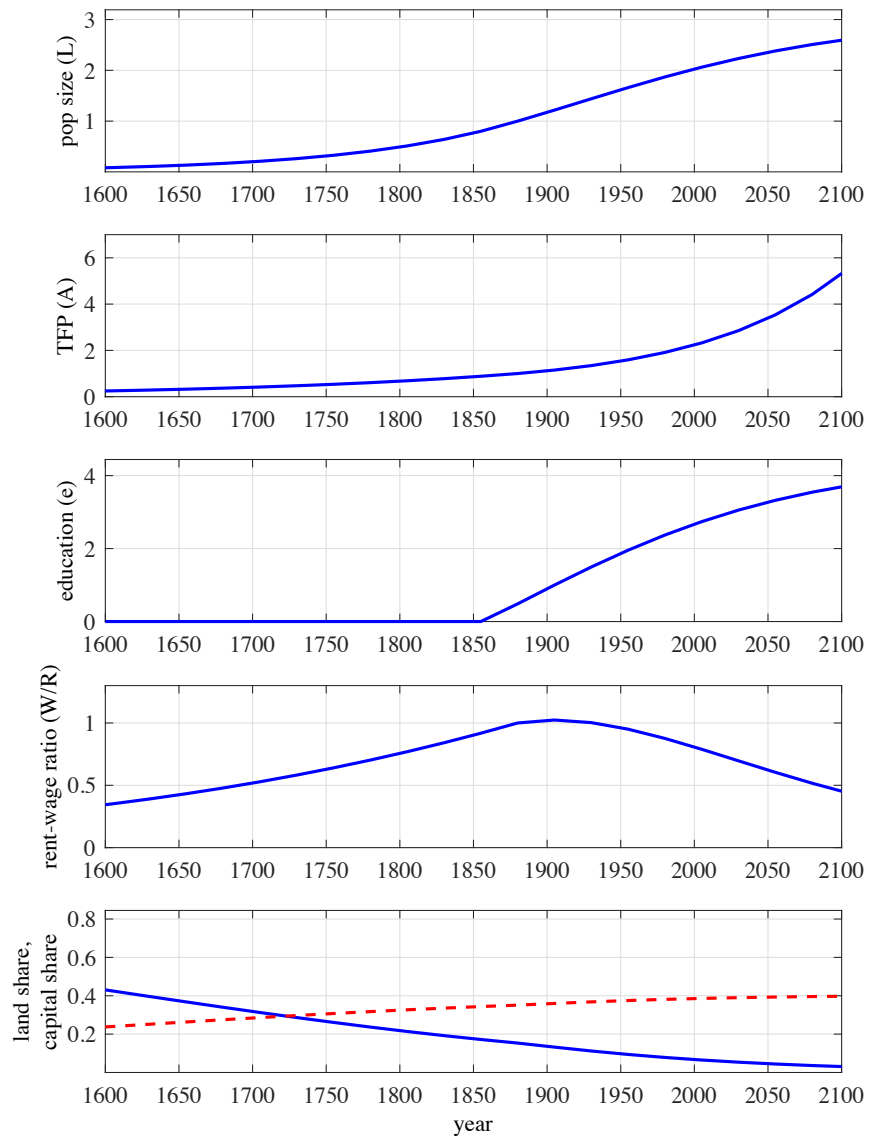 pop size (L)
3
2
1
1600 1650 1700 1750 1800 1850 1900 1950 2000 2050 2100
TFP (A)
6
4
2
0
1600 1650 1700 1750 1800 1850 1900 1950 2000 2050 2100
education (e)
4
2
0
1600 1650 1700 1750 1800 1850 1900 1950 2000 2050 2100
rent-wage ratio (W/R)
1
0.5
0
1600 1650 1700 1750 1800 1850 1900 1950 2000 2050 2100
land share,
capital share
0.8
0.6
0.4
0.2
1600 1650 1700 1750 1800 1850 1900 1950 2000 2050 2100
year